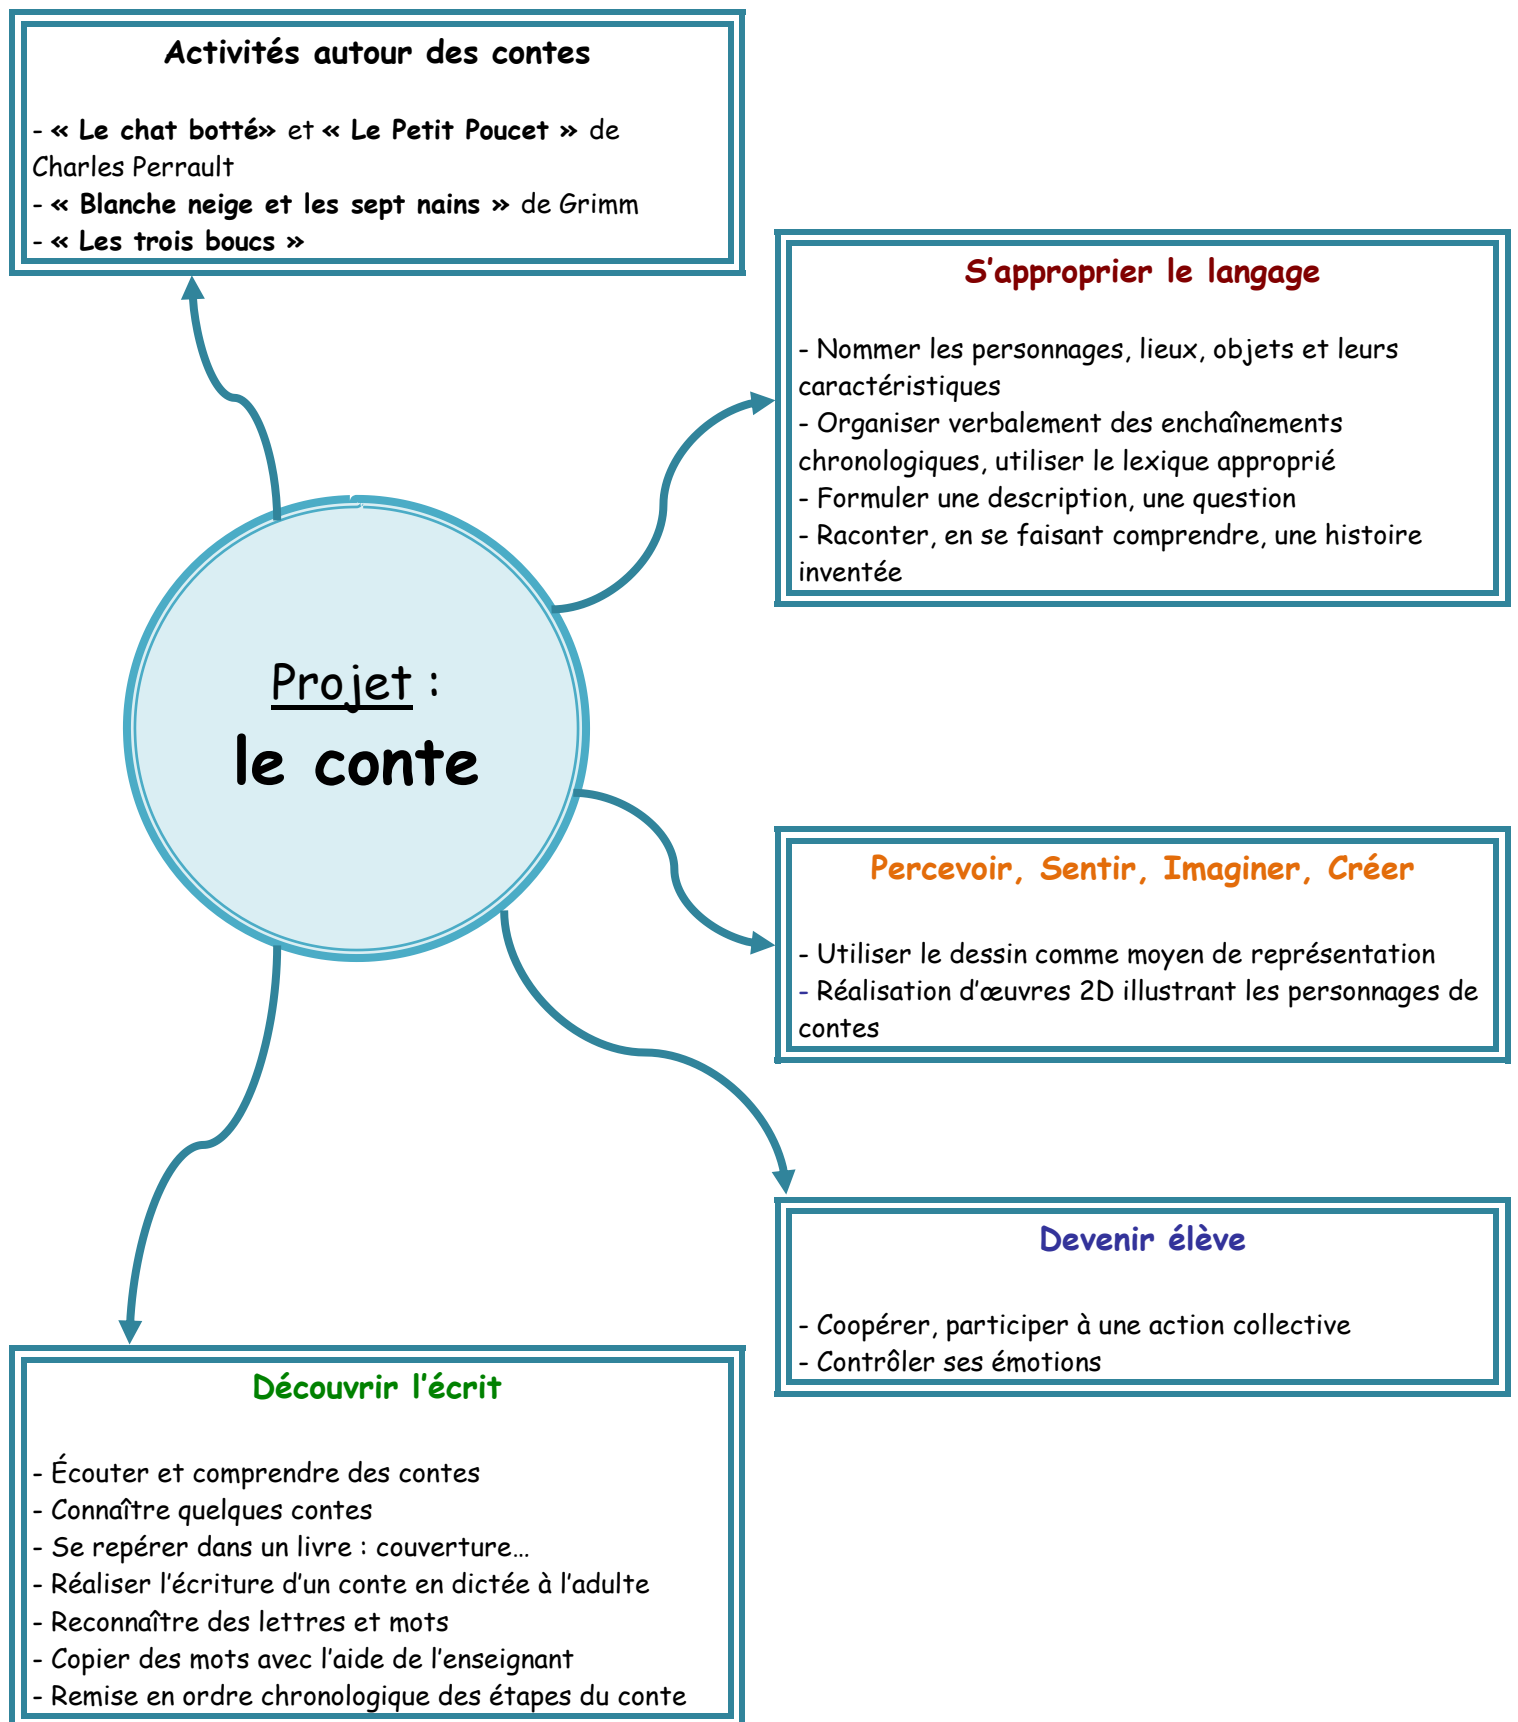 Activités autour des contes
- « Le chat botté» et « Le Petit Poucet » de
Charles Perrault
- « Blanche neige et les sept nains » de Grimm
- « Les trois boucs »
S’approprier le langage
- Nommer les personnages, lieux, objets et leurs
caractéristiques
- Organiser verbalement des enchaînements
chronologiques, utiliser le lexique approprié
- Formuler une description, une question
- Raconter, en se faisant comprendre, une histoire
inventée
Projet :
le conte
Percevoir, Sentir, Imaginer, Créer
- Utiliser le dessin comme moyen de représentation
- Réalisation d’œuvres 2D illustrant les personnages de
contes
Devenir élève
- Coopérer, participer à une action collective
- Contrôler ses émotions
Découvrir l’écrit
- Écouter et comprendre des contes
- Connaître quelques contes
- Se repérer dans un livre : couverture…
- Réaliser l’écriture d’un conte en dictée à l’adulte
- Reconnaître des lettres et mots
- Copier des mots avec l’aide de l’enseignant
- Remise en ordre chronologique des étapes du conte